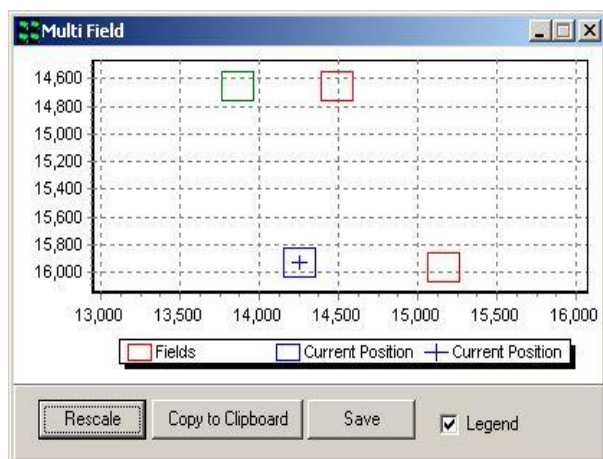 Multi Field
14,600
14,800
15,000
15,200
15,400
15,600
15,800
16,000
13,000 13,500 14,000 14,500 15,000 15,500 16,000
Fields Current Position Current Position
Rescale Copy to Clipboard Save Legend